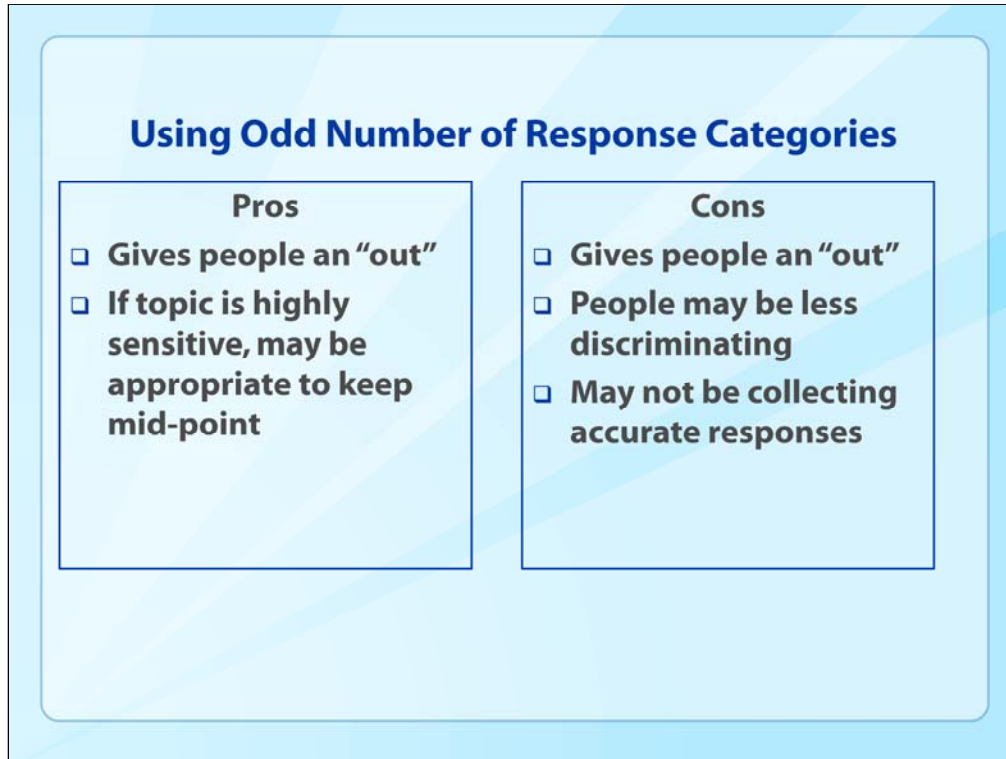 Using Odd Number of Response Categories
Pros
Gives people an “out”
If topic is highly
sensitive, may be
appropriate to keep
mid-point
Cons
Gives people an “out”
People may be less
discriminating
May not be collecting
accurate responses